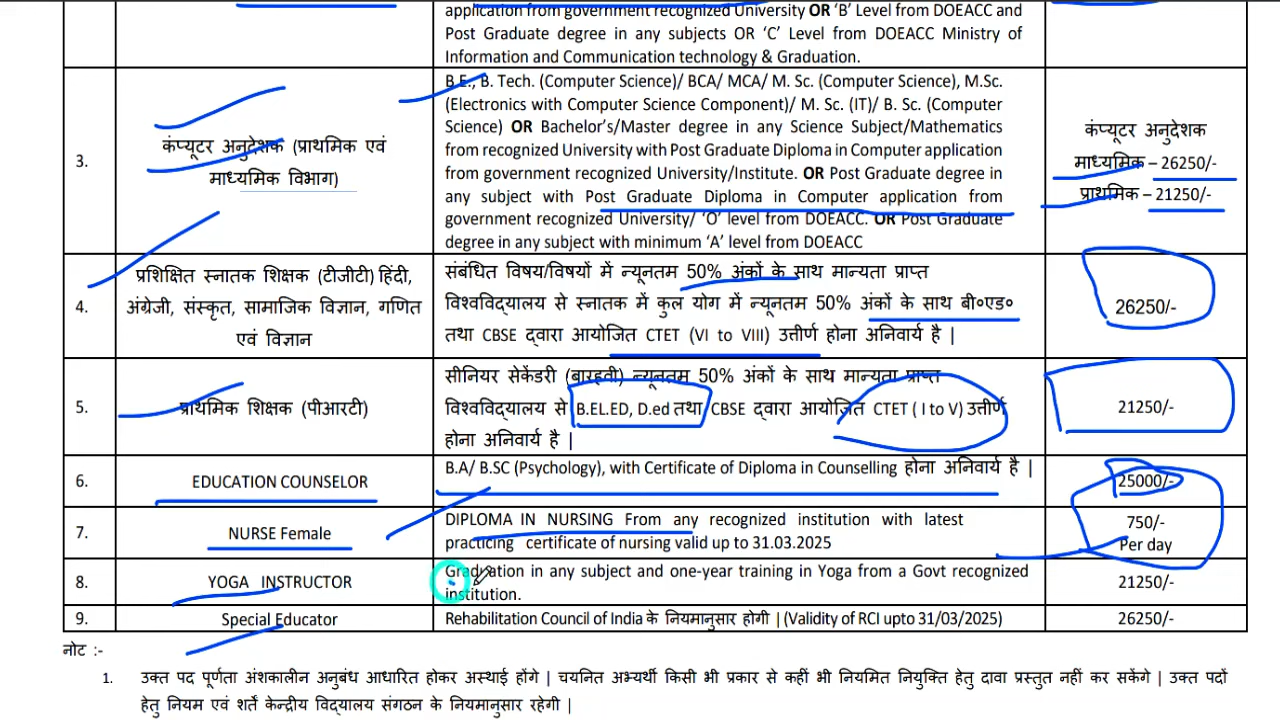 application from government recognized University OR 'B' Level from DOEACC and
Post Graduate degree in any subjects OR 'C' Level from DOEACC Ministry of
Information and Communication technology & Graduation.
3.
कंप्यूटर अनुदेशक (प्राथमिक एवं
माध्यमिक विभाग)
B.E., B. Tech. (Computer Science)/ BCA/ MCA/ M. Sc. (Computer Science), M.Sc.
(Electronics with Computer Science Component)/ M. Sc. (IT)/ B. Sc. (Computer
Science) OR Bachelor's/Master degree in any Science Subject/Mathematics
from recognized University with Post Graduate Diploma in Computer application
from government recognized University/Institute. OR Post Graduate degree in
any subject with Post Graduate Diploma in Computer application from
government recognized University/ 'O' level from DOEACC. OR Post Graduate
degree in any subject with minimum 'A' level from DOEACC
कंप्यूटर अनुदेशक
माध्यमिक – 26250/-
प्राथमिक – 21250/-
4.
प्रशिक्षित स्नातक शिक्षक (टीजीटी) हिंदी,
अंग्रेजी, संस्कृत, सामाजिक विज्ञान, गणित
एवं विज्ञान
संबंधित विषय/विषयों में न्यूनतम 50% अंकों के साथ मान्यता प्राप्त
विश्वविद्यालय से स्नातक में कुल योग में न्यूनतम 50% अंकों के साथ बी०एड०
तथा CBSE द्वारा आयोजित CTET (VI to VIII) उत्तीर्ण होना अनिवार्य है |
26250/-
5.
प्राथमिक शिक्षक (पीआरटी)
सीनियर सेकेंडरी (बारहवी) न्यूनतम 50% अंकों के साथ मान्यता प्राप्त
विश्वविद्यालय से B.EL.ED, D.ed तथा CBSE द्वारा आयोजित CTET ( I to V) उत्तीर्ण
होना अनिवार्य है |
21250/-
6.
EDUCATION COUNSELOR
B.A/ B.SC (Psychology), with Certificate of Diploma in Counselling होना अनिवार्य है |
25000/-
7.
NURSE Female
DIPLOMA IN NURSING From any recognized institution with latest
practicing certificate of nursing valid up to 31.03.2025
750/-
Per day
8.
YOGA INSTRUCTOR
Graduation in any subject and one-year training in Yoga from a Govt recognized
institution.
21250/-
9.
Special Educator
Rehabilitation Council of India के नियमानुसार होगी | (Validity of RCI upto 31/03/2025)
26250/-
नोट :-
1. उक्त पद पूर्णता अंशकालीन अनुबंध आधारित होकर अस्थाई होंगे | चयनित अभ्यर्थी किसी भी प्रकार से कहीं भी नियमित नियुक्ति हेतु दावा प्रस्तुत नहीं कर सकेंगे | उक्त पदों
हेतु नियम एवं शर्तें केन्द्रीय विद्यालय संगठन के नियमानुसार रहेगी |